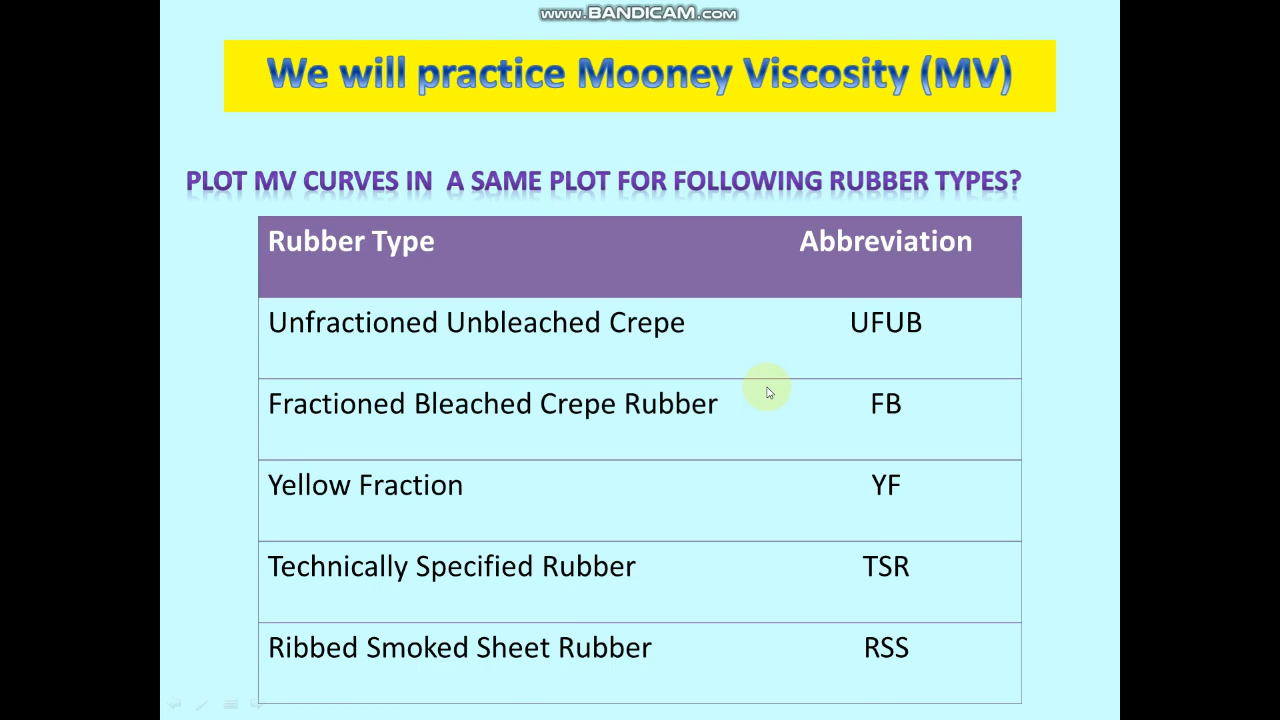 www.BANDICAM.com
We will practice Mooney Viscosity (MV)
PLOT MV CURVES IN A SAME PLOT FOR FOLLOWING RUBBER TYPES?
Rubber Type Abbreviation
Unfractioned Unbleached Crepe UFUB
Fractioned Bleached Crepe Rubber FB
Yellow Fraction YF
Technically Specified Rubber TSR
Ribbed Smoked Sheet Rubber RSS